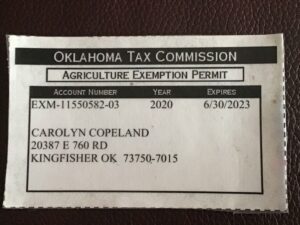 OKLAHOMA TAX COMMISSION
AGRICULTURE EXEMPTION PERMIT
ACCOUNT NUMBER YEAR EXPIRES
EXM-11550582-03 2020 6/30/2023
CAROLYN COPELAND
20387 E 760 RD
KINGFISHER OK 73750-7015